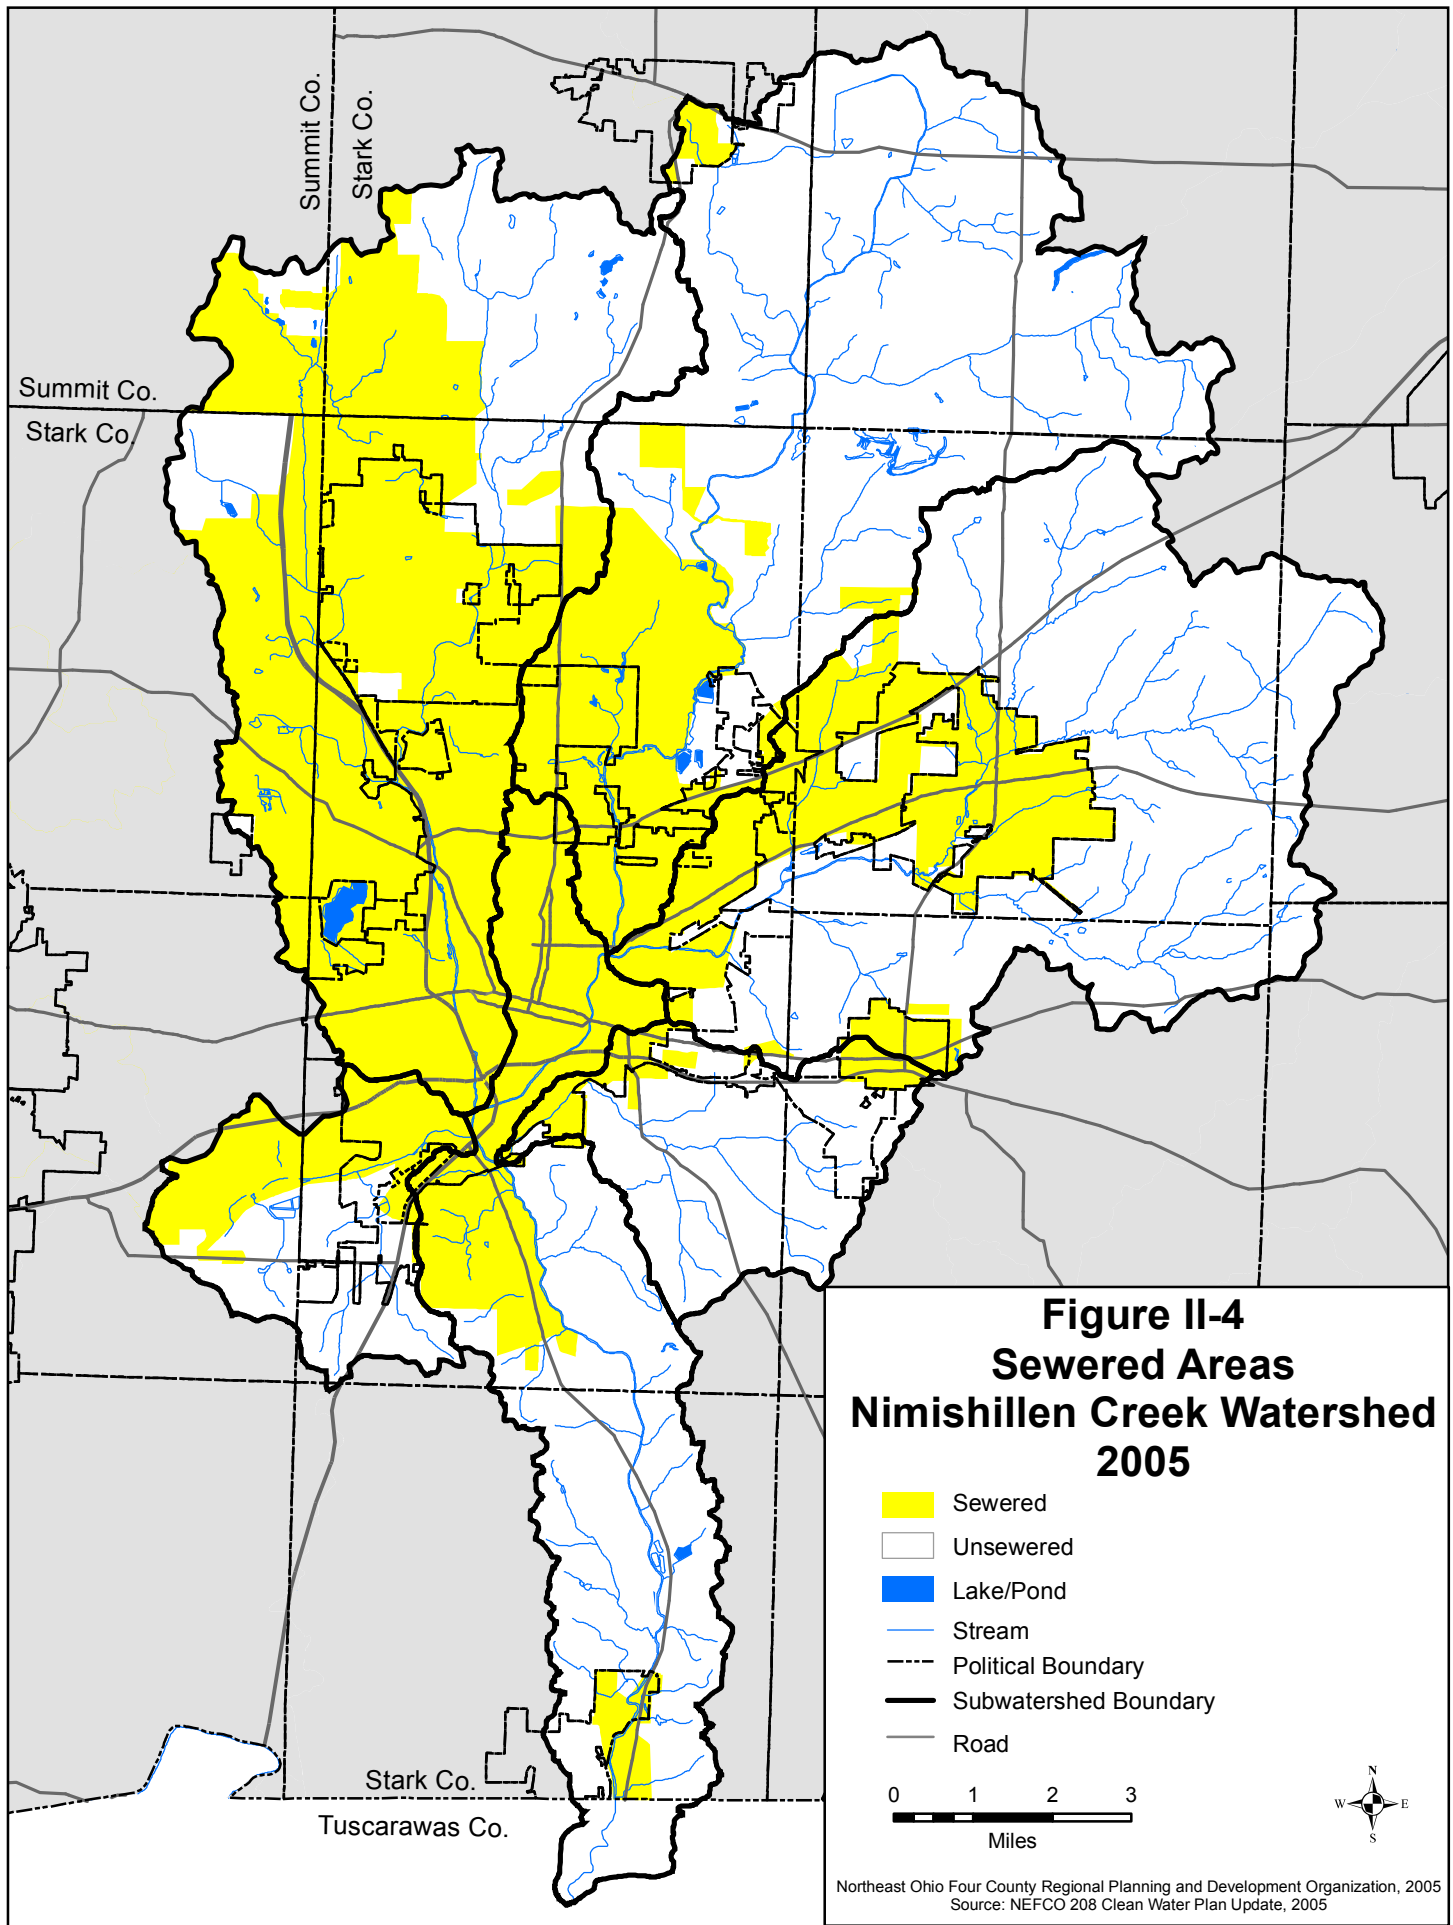 Summit Co.
Stark Co.
Summit Co.
Stark Co.
N
Stark Co.
Tuscarawas Co.
Figure II-4
Sewered Areas
Nimishillen Creek Watershed
2005
Sewered
Unsewered
Lake/Pond
Stream
Political Boundary
Subwatershed Boundary
Road
0 1 2 3
Miles
N
W E
S
Northeast Ohio Four County Regional Planning and Development Organization, 2005
Source: NEFCO 208 Clean Water Plan Update, 2005